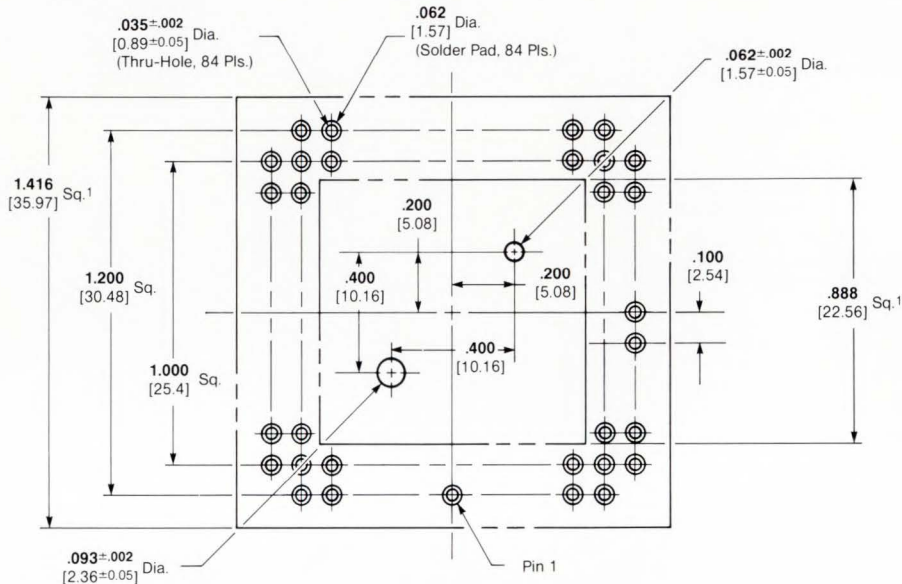 .035±.002
[0.89±0.05] Dia.
(Thru-Hole, 84 Pls.)
.062
[1.57] Dia.
(Solder Pad, 84 Pls.)
.062±.002
[1.57±0.05] Dia.
1.416
[35.97] Sq.¹
1.200
[30.48] Sq.
1.000
[25.4] Sq.
.200
[5.08]
.400
[10.16]
.200
[5.08]
.400
[10.16]
.100
[2.54]
.888
[22.56] Sq.¹
.093±.002
[2.36±0.05] Dia.
Pin 1